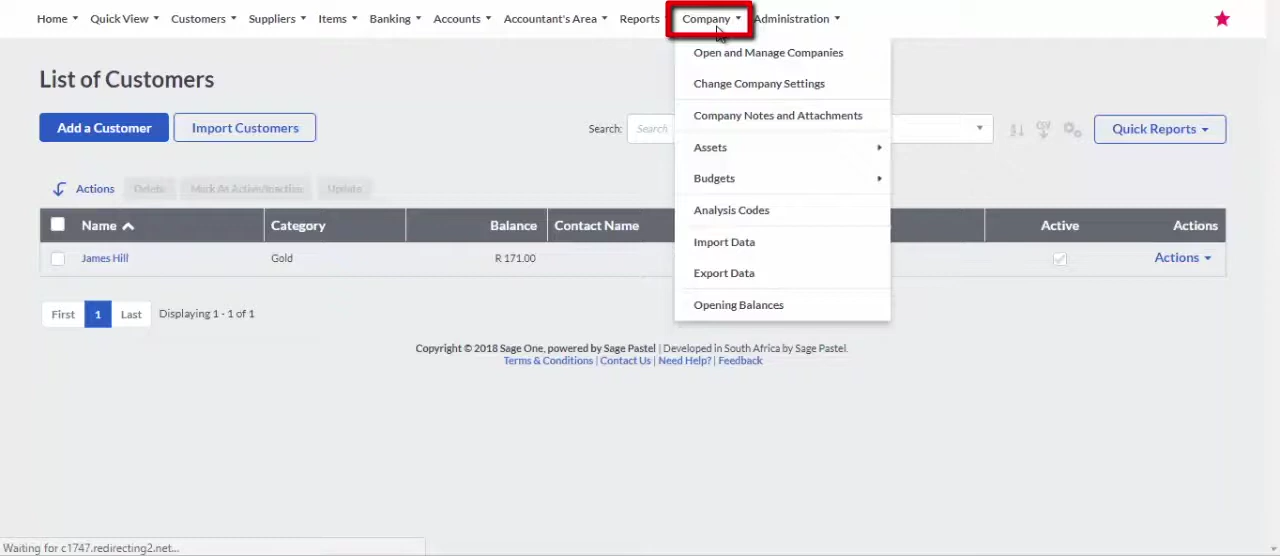 Home Quick View Customers Suppliers Items Banking Accounts Accountant's Area Reports Company Administration
Open and Manage Companies
Change Company Settings
Company Notes and Attachments
Assets
Budgets
Analysis Codes
Import Data
Export Data
Opening Balances
List of Customers
Add a Customer Import Customers Search: Search Quick Reports
Actions Delete Mark As Active/Inactive Update
Name Category Balance Contact Name Active Actions
James Hill Gold R 171.00 Actions
First 1 Last Displaying 1 - 1 of 1
Copyright © 2018 Sage One, powered by Sage Pastel | Developed in South Africa by Sage Pastel.
Terms & Conditions | Contact Us | Need Help? | Feedback
Waiting for c1747.redirecting2.net...